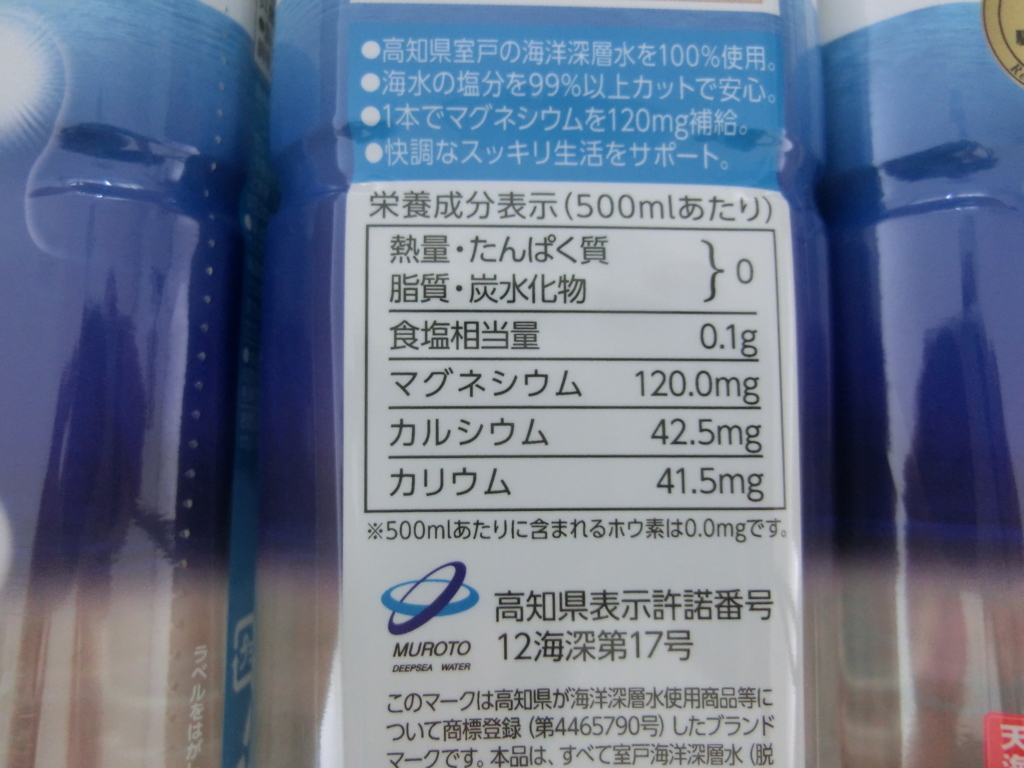 ●高知県室戸の海洋深層水を100%使用。
●海水の塩分を99%以上カットで安心。
●1本でマグネシウムを120mg補給。
●快調なスッキリ生活をサポート。
栄養成分表示(500mlあたり)
熱量・たんぱく質
脂質・炭水化物 } 0
食塩相当量 0.1g
マグネシウム 120.0mg
カルシウム 42.5mg
カリウム 41.5mg
※500mlあたりに含まれるホウ素は0.0mgです。
MUROTO
DEEPSEA WATER
高知県表示許諾番号
12海深第17号
このマークは高知県が海洋深層水使用商品等に
ついて商標登録(第4465790号)したブランド
マークです。本品は、すべて室戸海洋深層水(脱
ラベルをはが
天
海